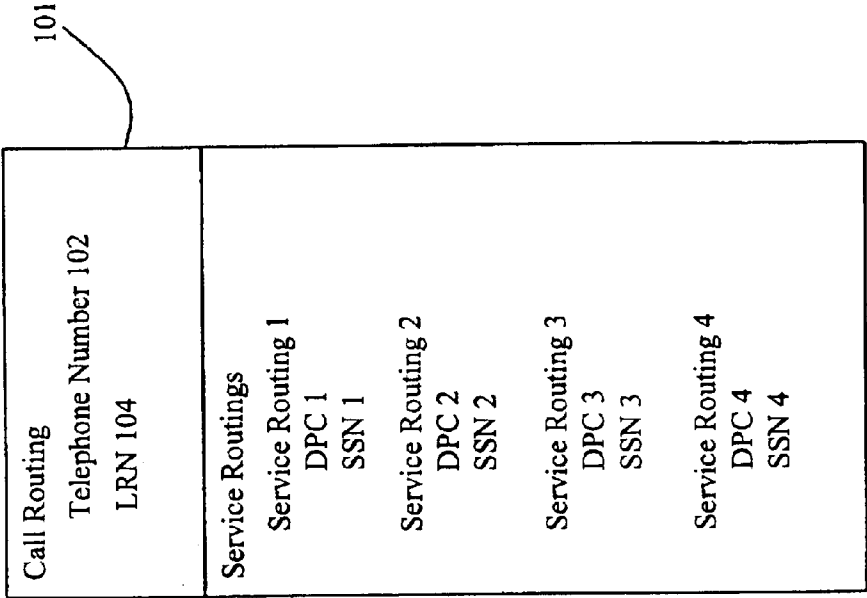 101
Call Routing
Telephone Number 102
LRN 104
Service Routings
Service Routing 1
DPC 1
SSN 1
Service Routing 2
DPC 2
SSN 2
Service Routing 3
DPC 3
SSN 3
Service Routing 4
DPC 4
SSN 4